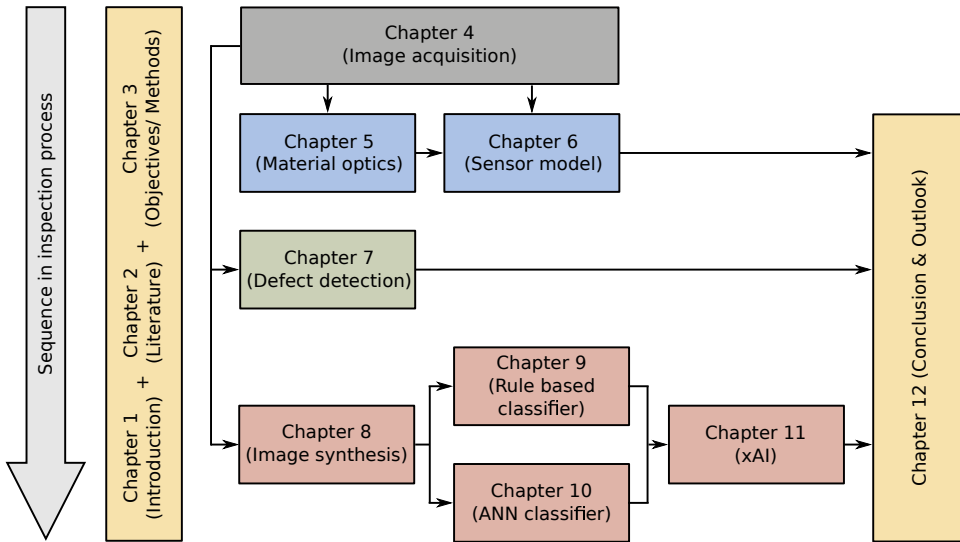 Sequence in inspection process
Chapter 1 + Chapter 2 + Chapter 3
(Introduction) (Literature) (Objectives/ Methods)
Chapter 4
(Image acquisition)
Chapter 5
(Material optics)
Chapter 6
(Sensor model)
Chapter 7
(Defect detection)
Chapter 8
(Image synthesis)
Chapter 9
(Rule based
classifier)
Chapter 10
(ANN classifier)
Chapter 11
(xAI)
Chapter 12 (Conclusion & Outlook)